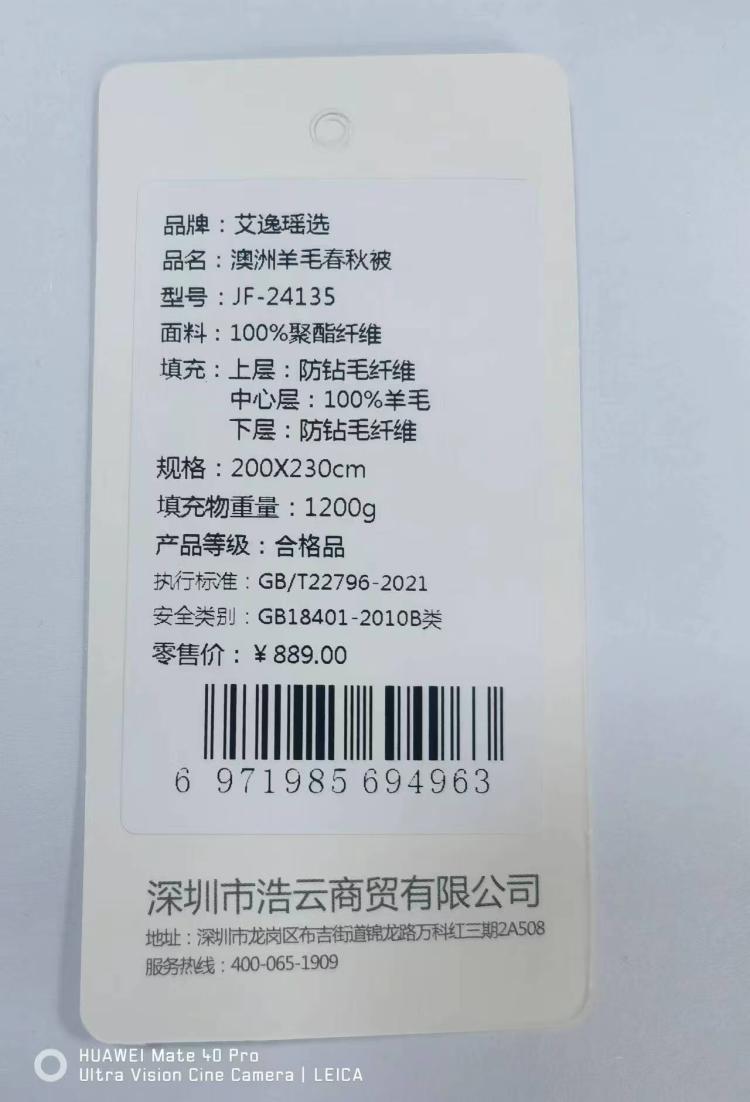 品牌：艾逸瑶选
品名：澳洲羊毛春秋被
型号：JF-24135
面料：100%聚酯纤维
填充：上层：防钻毛纤维
中心层：100%羊毛
下层：防钻毛纤维
规格：200X230cm
填充物重量：1200g
产品等级：合格品
执行标准：GB/T22796-2021
安全类别：GB18401-2010B类
零售价：￥889.00
6 971985 694963
深圳市浩云商贸有限公司
地址：深圳市龙岗区布吉街道锦龙路万科红三期2A508
服务热线：400-065-1909
HUAWEI Mate 40 Pro
Ultra Vision Cine Camera | LEICA